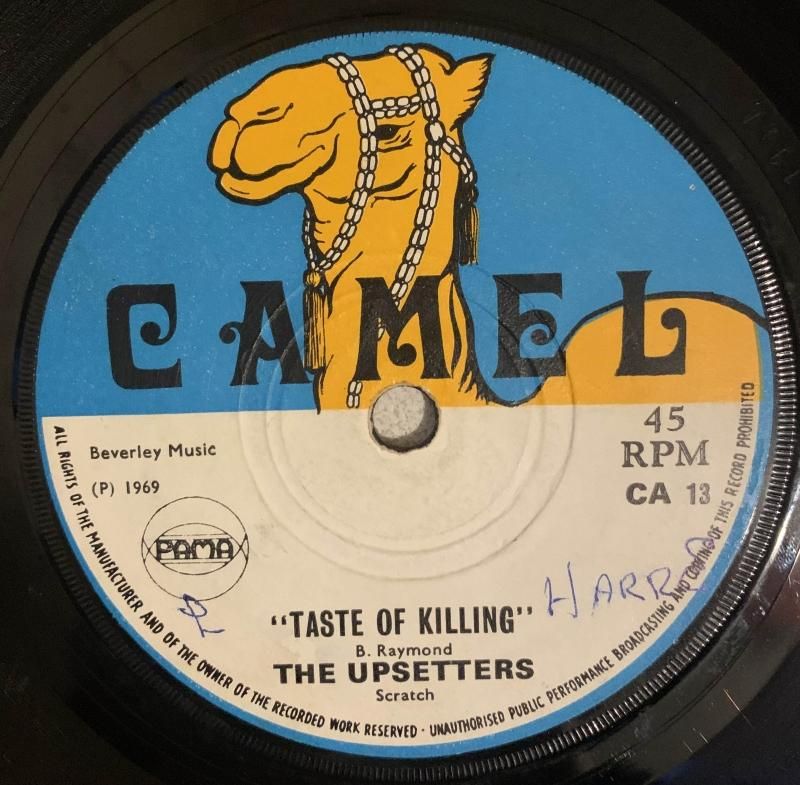 CAMEL
Beverley Music
(P) 1969
PAMA
45
RPM
CA 13
"TASTE OF KILLING"
B. Raymond
THE UPSETTERS
Scratch
ALL RIGHTS OF THE MANUFACTURER AND OF THE OWNER OF THE RECORDED WORK RESERVED · UNAUTHORISED PUBLIC PERFORMANCE BROADCASTING AND COPYING OF THIS RECORD PROHIBITED